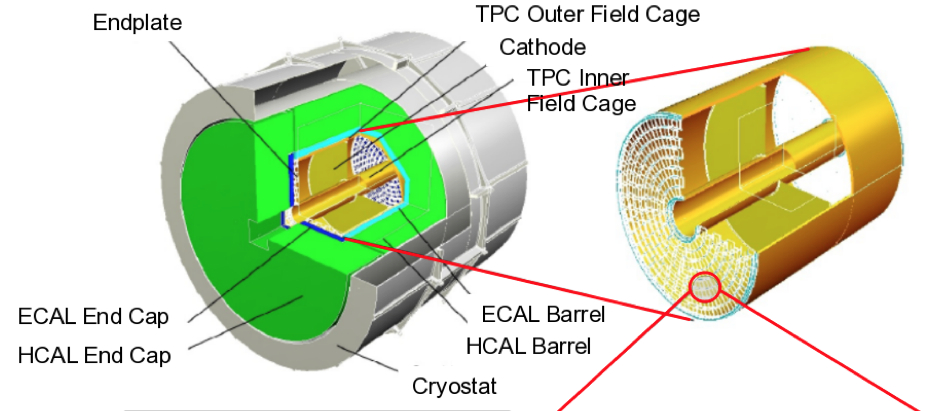 Endplate
TPC Outer Field Cage
Cathode
TPC Inner
Field Cage
ECAL End Cap
HCAL End Cap
ECAL Barrel
HCAL Barrel
Cryostat